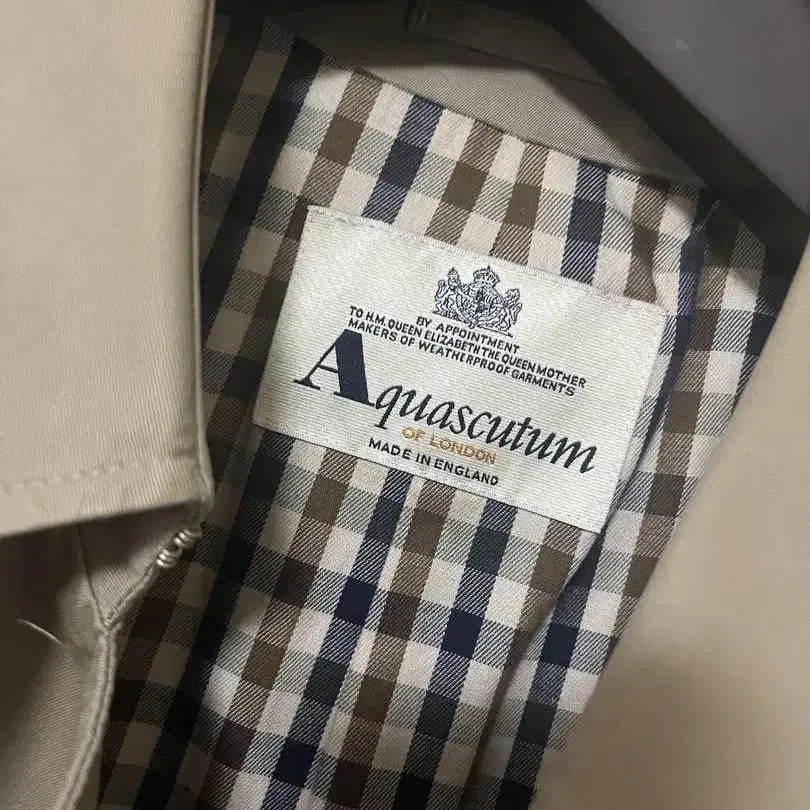 BY APPOINTMENT
TO H.M. QUEEN ELIZABETH THE QUEEN MOTHER
MAKERS OF WEATHERPROOF GARMENTS
Aquascutum
OF LONDON
MADE IN ENGLAND